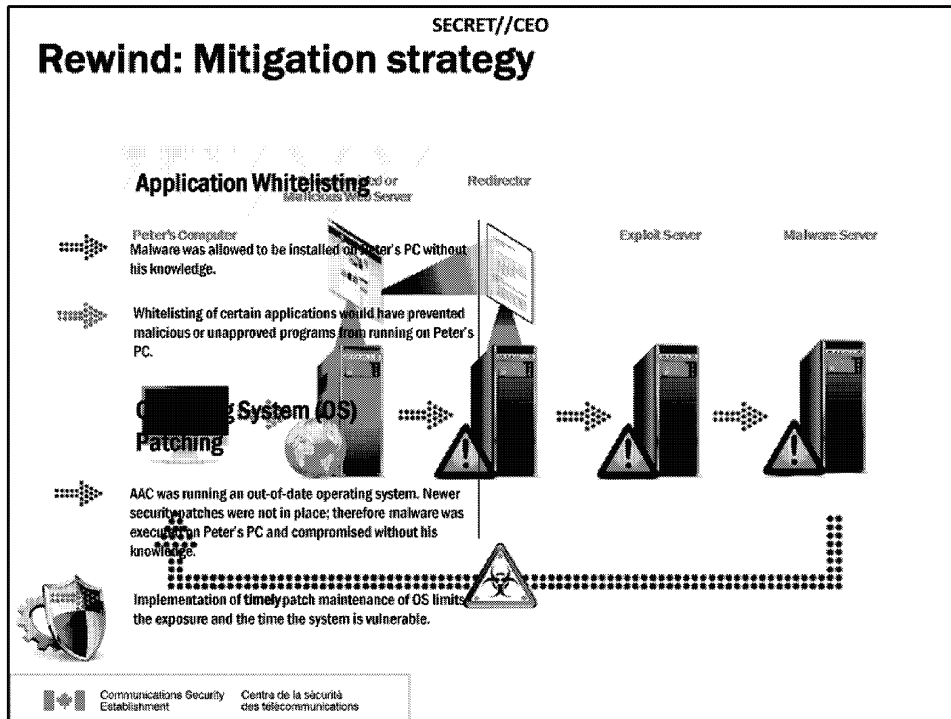 SECRET//CEO
Rewind: Mitigation strategy
Application Whitelisting
or
Malicious Web Server
Redirector
Peter's Computer
Exploit Server
Malware Server
Malware was allowed to be installed on Peter's PC without
his knowledge.
Whitelisting of certain applications would have prevented
malicious or unapproved programs from running on Peter's
PC.
System (OS)
Patching
AAC was running an out-of-date operating system. Newer
security patches were not in place; therefore malware was
executed on Peter's PC and compromised without his
knowledge.
Implementation of timely patch maintenance of OS limits
the exposure and the time the system is vulnerable.
Communications Security
Establishment
Centre de la sécurité
des télécommunications